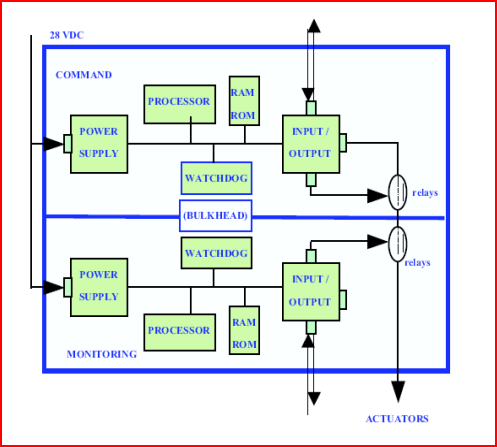 28 VDC
COMMAND
PROCESSOR
RAM
ROM
POWER
SUPPLY
INPUT /
OUTPUT
WATCHDOG
relays
(BULKHEAD)
WATCHDOG
relays
POWER
SUPPLY
INPUT /
OUTPUT
PROCESSOR
RAM
ROM
MONITORING
ACTUATORS